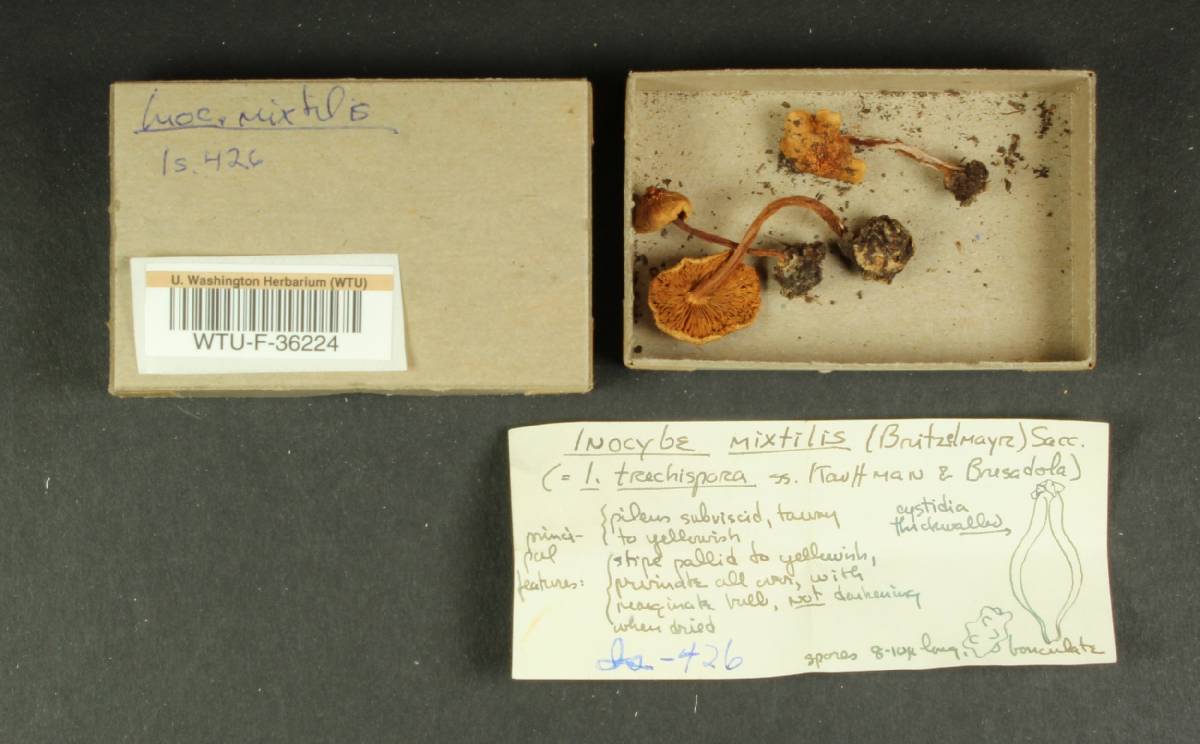 Inoc. mixtilis
Is. 426
U. Washington Herbarium (WTU)
WTU-F-36224
INOCYBE MIXTILIS (Britzelmayr) Sacc.
(= I. trechispora ss. Kauffman & Bresadola)
princi-
pal
features:
pileus subviscid, tawny
to yellowish
stipe pallid to yellowish,
pruinate all over, with
marginate bulb, not darkening
when dried
cystidia
thickwalled
-426
spores 8-10µ long,